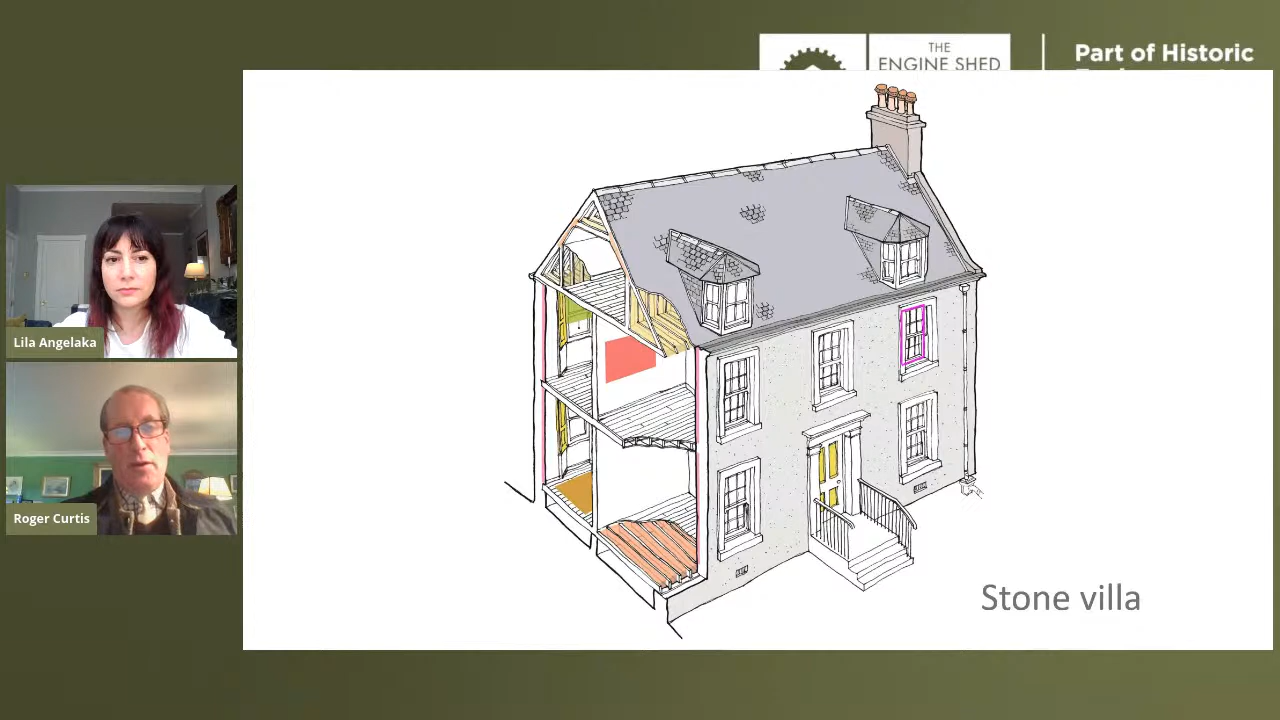 THE
ENGINE SHED
Part of Historic
Lila Angelaka
Roger Curtis
Stone villa